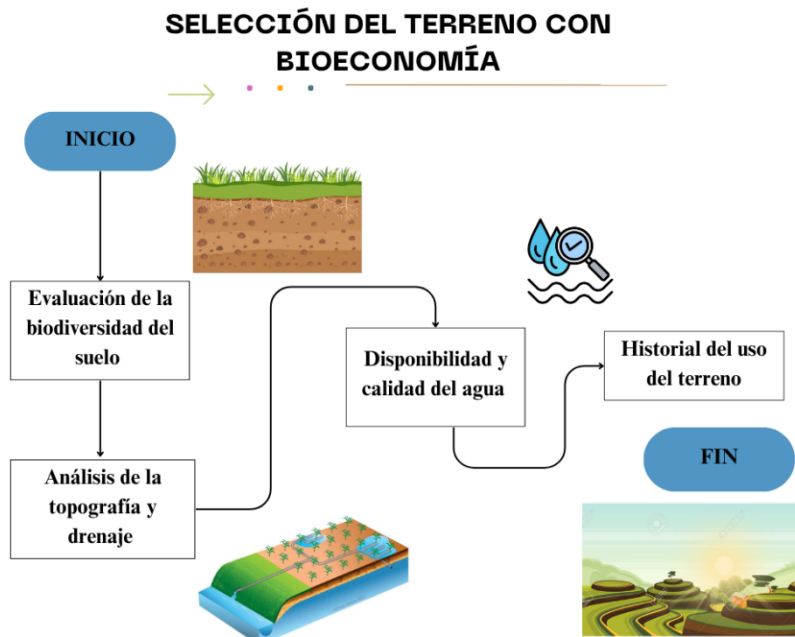 SELECCIÓN DEL TERRENO CON
BIOECONOMÍA
INICIO
Evaluación de la
biodiversidad del
suelo
Análisis de la
topografía y
drenaje
Disponibilidad y
calidad del agua
Historial del uso
del terreno
FIN